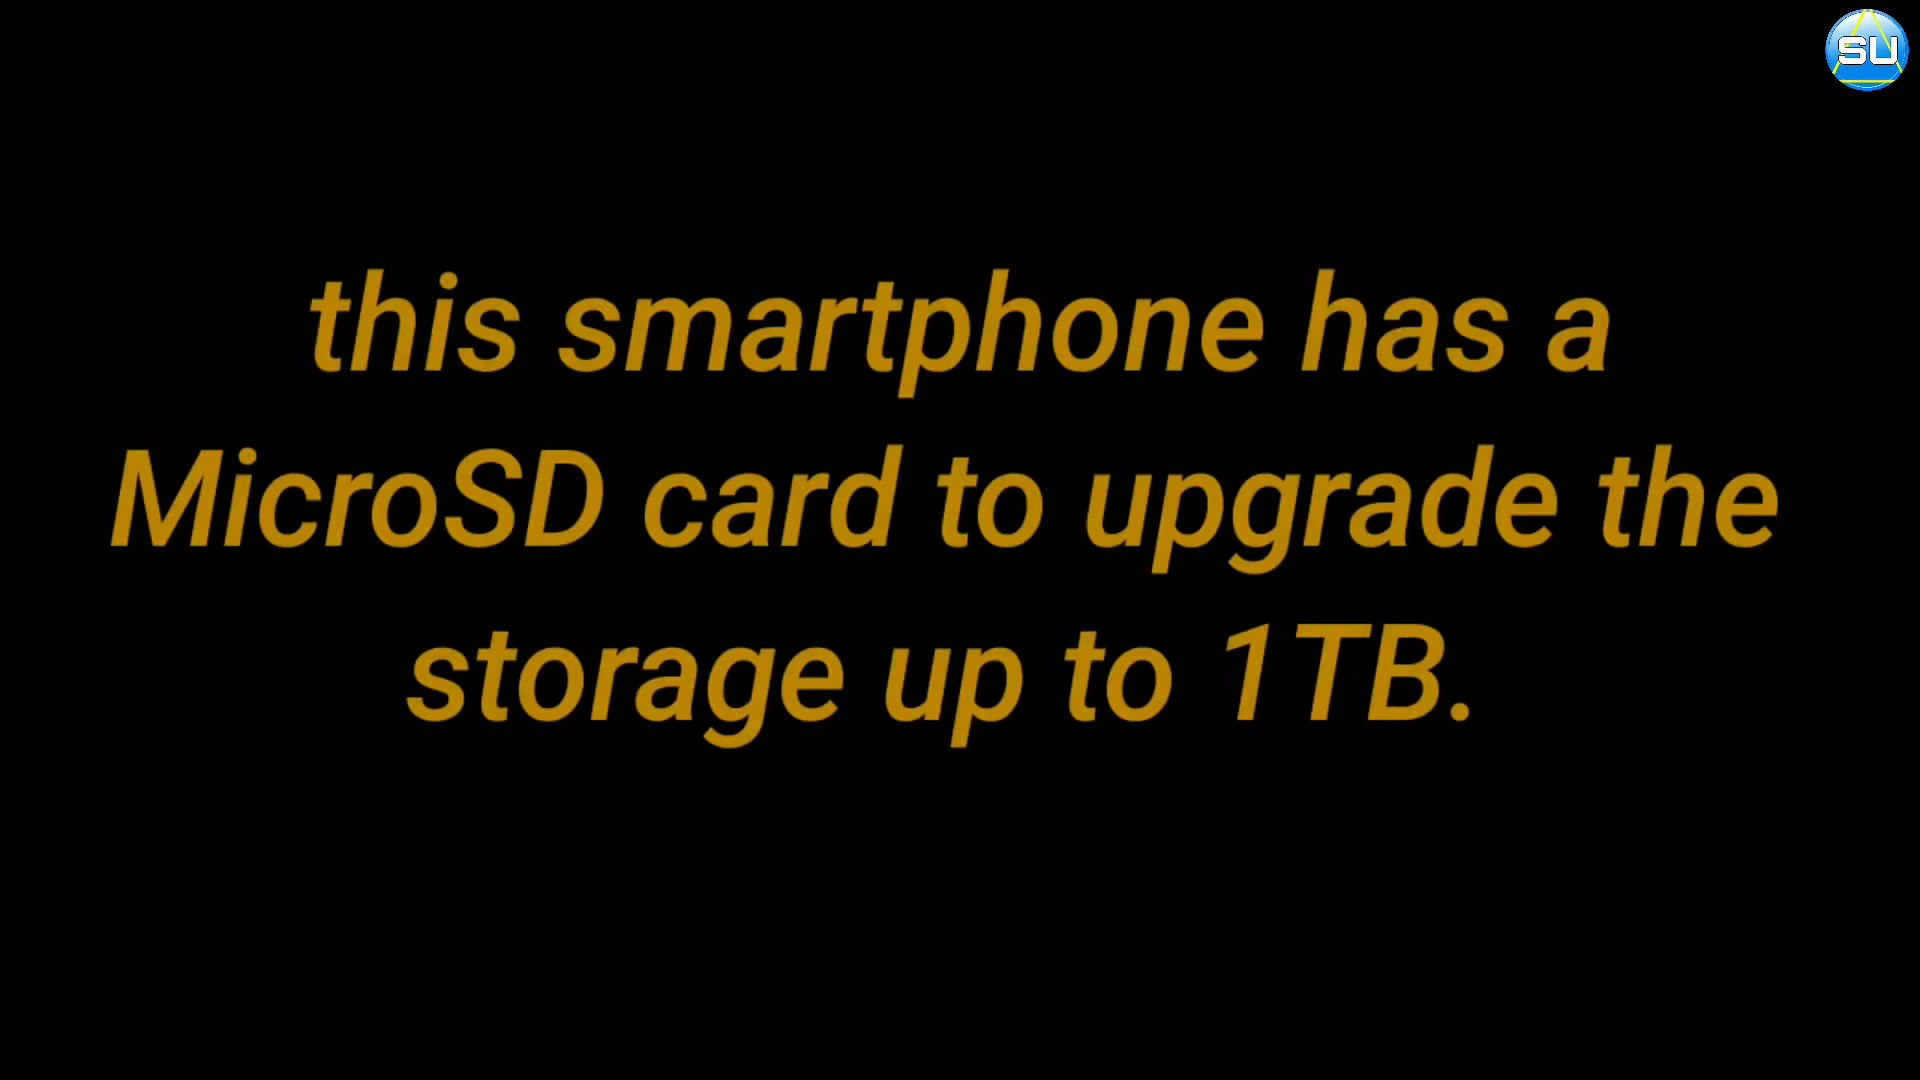 SU
this smartphone has a
MicroSD card to upgrade the
storage up to 1TB.